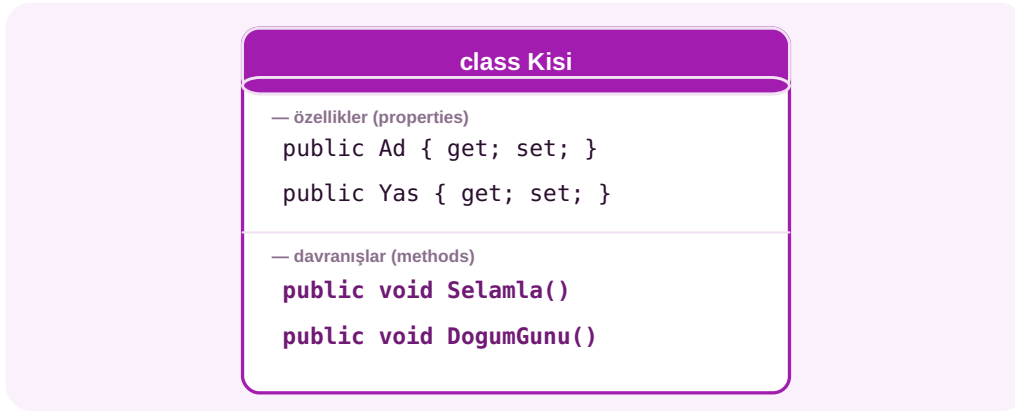 class Kisi
— özellikler (properties)
public Ad { get; set; }
public Yas { get; set; }
— davranışlar (methods)
public void Selamla()
public void DogumGunu()